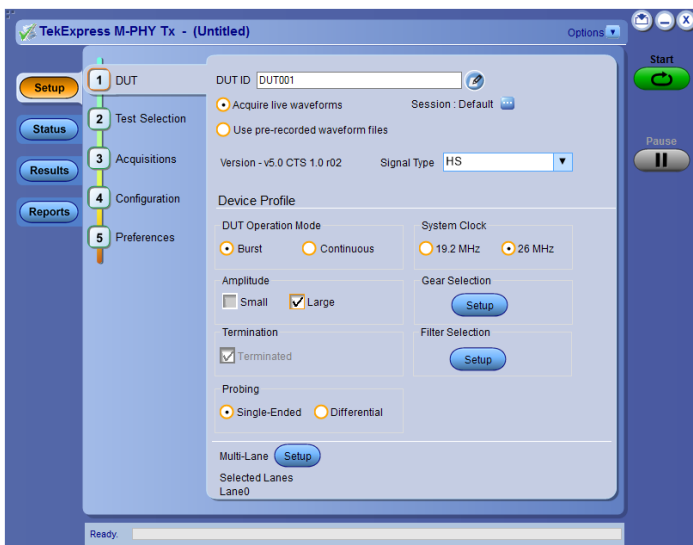 TekExpress M-PHY Tx - (Untitled)
Options
Start
Pause
Setup
Status
Results
Reports
1 DUT
2 Test Selection
3 Acquisitions
4 Configuration
5 Preferences
DUT ID DUT001
Acquire live waveforms Session : Default
Use pre-recorded waveform files
Version - v5.0 CTS 1.0 r02 Signal Type HS
Device Profile
DUT Operation Mode
Burst Continuous
System Clock
19.2 MHz 26 MHz
Amplitude
Small Large
Gear Selection
Setup
Termination
Terminated
Filter Selection
Setup
Probing
Single-Ended Differential
Multi-Lane Setup
Selected Lanes
Lane0
Ready.